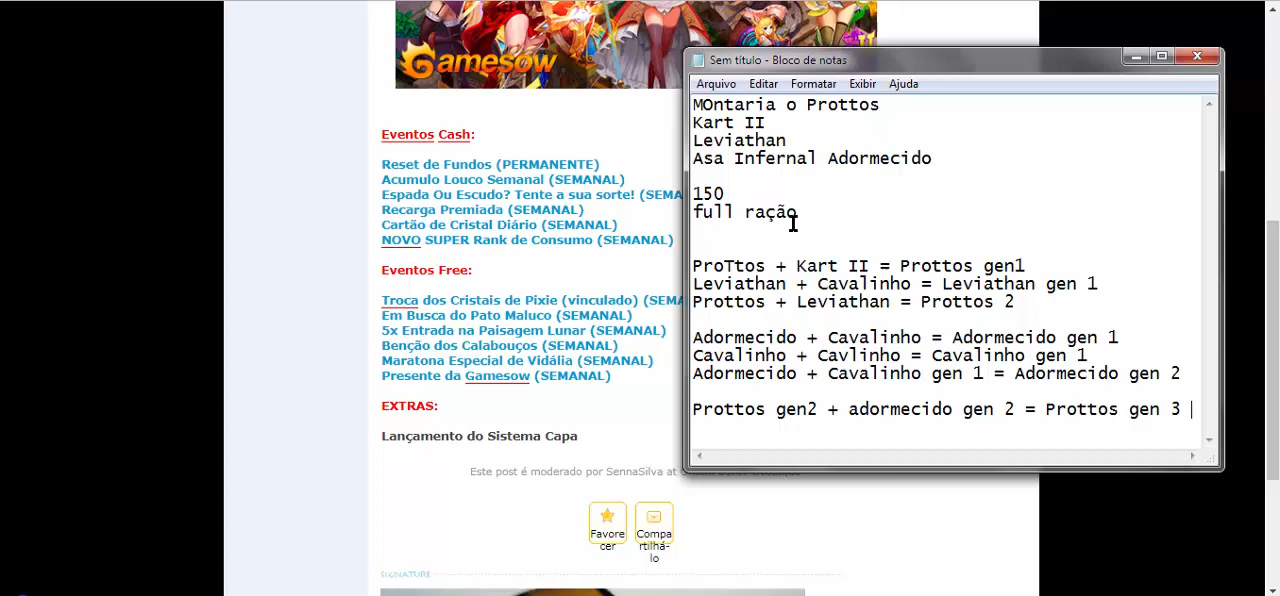 Gamesow
Eventos Cash:
Reset de Fundos (PERMANENTE)
Acumulo Louco Semanal (SEMANAL)
Espada Ou Escudo? Tente a sua sorte! (SEMA
Recarga Premiada (SEMANAL)
Cartão de Cristal Diário (SEMANAL)
NOVO SUPER Rank de Consumo (SEMANAL)
Eventos Free:
Troca dos Cristais de Pixie (vinculado) (SEM
Em Busca do Pato Maluco (SEMANAL)
5x Entrada na Paisagem Lunar (SEMANAL)
Benção dos Calabouços (SEMANAL)
Maratona Especial de Vidália (SEMANAL)
Presente da Gamesow (SEMANAL)
EXTRAS:
Lançamento do Sistema Capa
Este post é moderado por SennaSilva at
Favore
cer
Compa
rtilhá-
lo
SIGNATURE
Sem título - Bloco de notas
Arquivo Editar Formatar Exibir Ajuda
MOntaria o Prottos
Kart II
Leviathan
Asa Infernal Adormecido
150
full ração
ProTtos + Kart II = Prottos gen1
Leviathan + Cavalinho = Leviathan gen 1
Prottos + Leviathan = Prottos 2
Adormecido + Cavalinho = Adormecido gen 1
Cavalinho + Cavlinho = Cavalinho gen 1
Adormecido + Cavalinho gen 1 = Adormecido gen 2
Prottos gen2 + adormecido gen 2 = Prottos gen 3